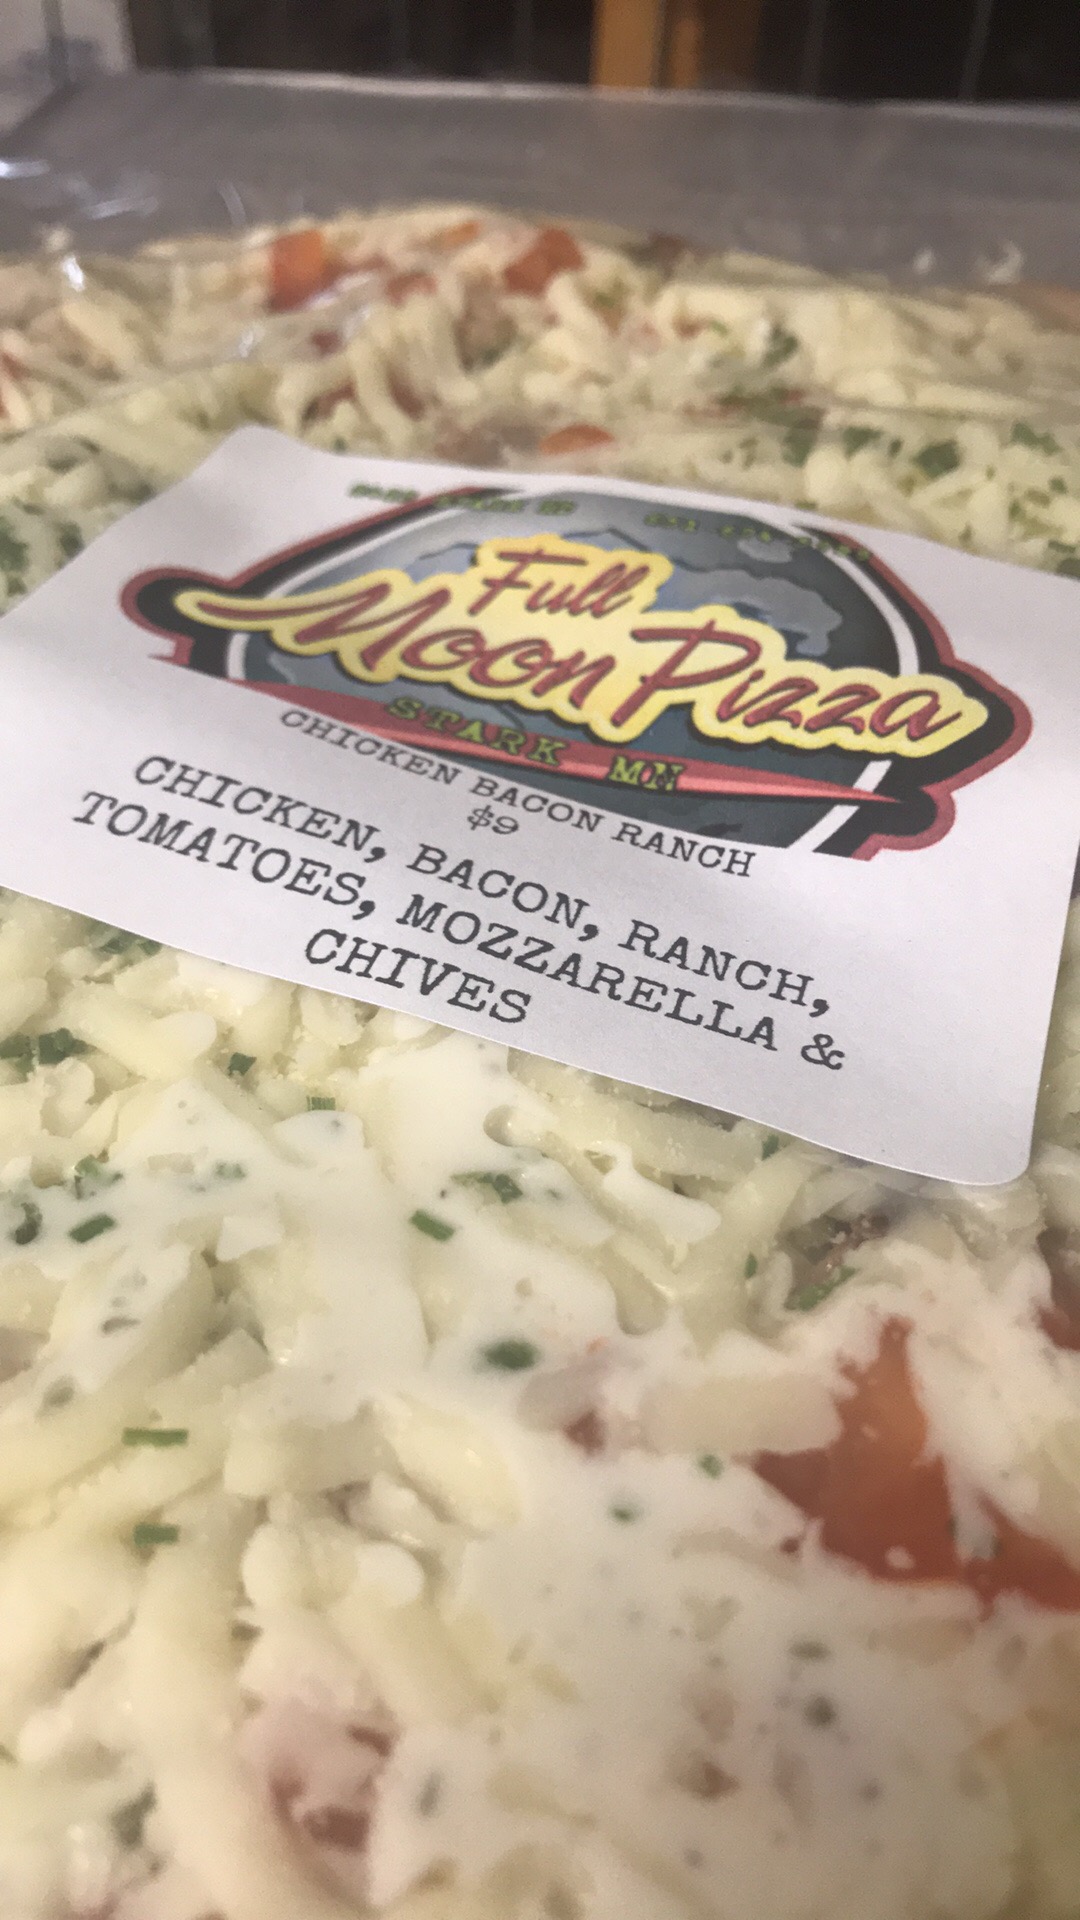 Full
Moon Pizza
STARK MN
CHICKEN BACON RANCH
$9
CHICKEN, BACON, RANCH,
TOMATOES, MOZZARELLA &
CHIVES